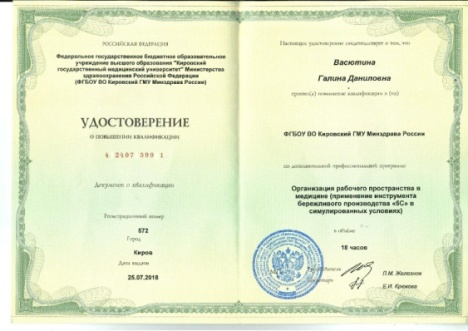 РОССИЙСКАЯ ФЕДЕРАЦИЯ
Федеральное государственное бюджетное образовательное
учреждение высшего образования "Кировский
государственный медицинский университет" Министерства
здравоохранения Российской Федерации
(ФГБОУ ВО Кировский ГМУ Минздрава России)
УДОСТОВЕРЕНИЕ
О ПОВЫШЕНИИ КВАЛИФИКАЦИИ
4 2407 399 1
Документ о квалификации
Регистрационный номер
572
Город
Киров
Дата выдачи
25.07.2018
Настоящее удостоверение свидетельствует о том, что
Васютина
Галина Даниловна
прошел(а) повышение квалификации в (на)
ФГБОУ ВО Кировский ГМУ Минздрава России
по дополнительной профессиональной программе
Организация рабочего пространства в
медицине (применение инструмента
бережливого производства «5С» в
симулированных условиях)
в объёме
18 часов
Руководитель
Л.М. Железнов
Секретарь
Е.И. Крюкова